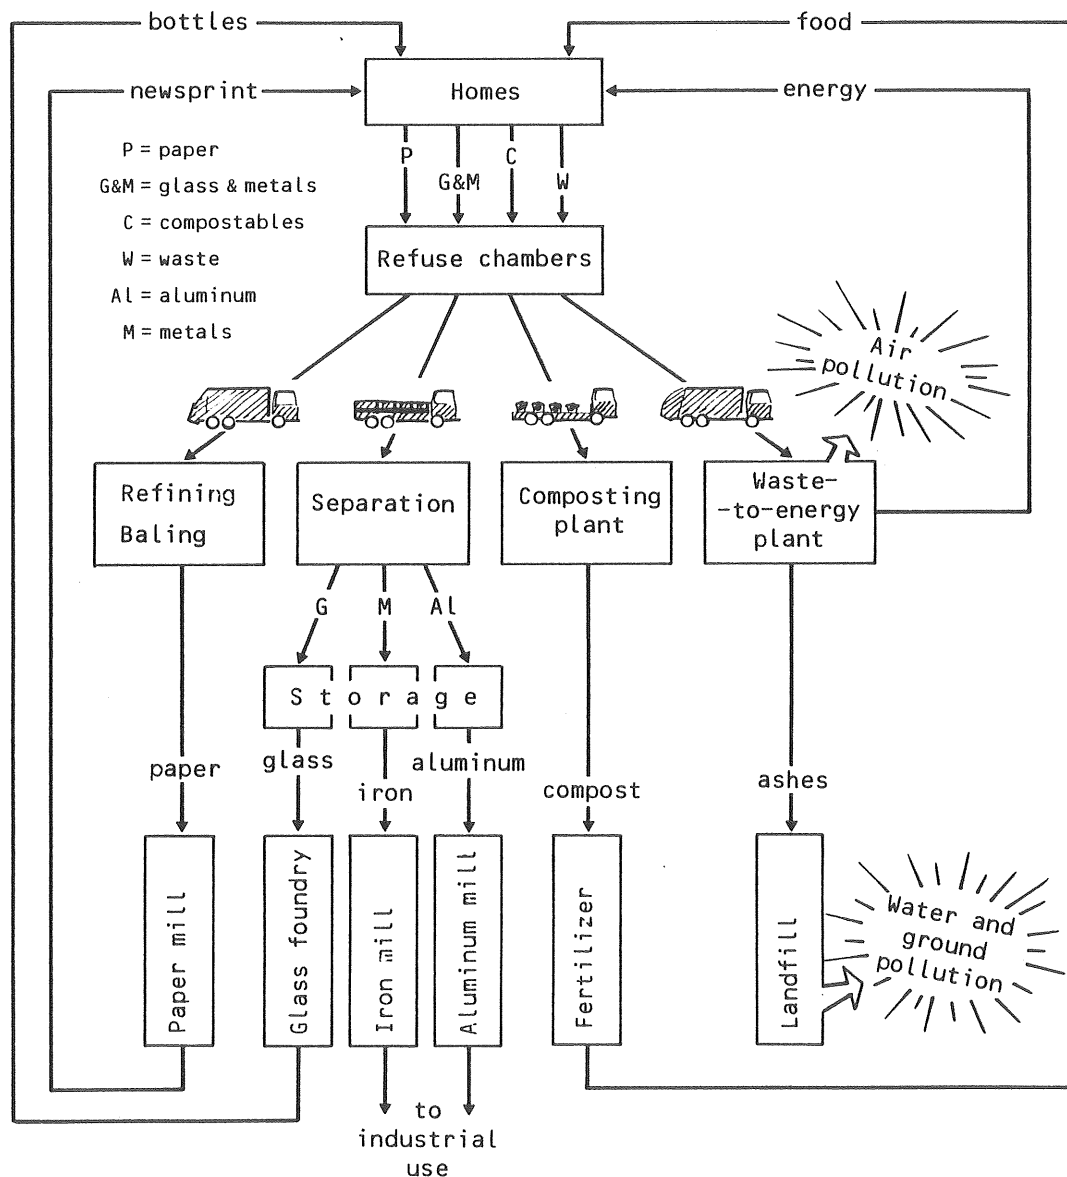 bottles
food
newsprint
Homes
energy
P = paper
G&M = glass & metals
C = compostables
W = waste
Al = aluminum
M = metals
P
G&M
C
W
Refuse chambers
Air
pollution
Refining
Baling
Separation
Composting
plant
Waste-
-to-energy
plant
G
M
Al
Storage
paper
glass
iron
aluminum
compost
ashes
Paper mill
Glass foundry
Iron mill
Aluminum mill
Fertilizer
Landfill
Water and
ground
pollution
to
industrial
use